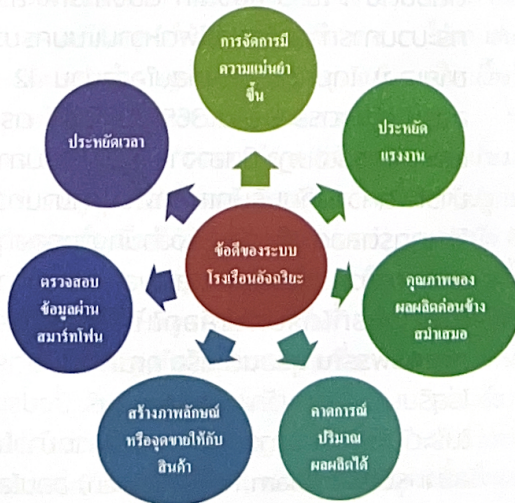 การจัดการมี
ความแม่นยำ
ขึ้น
ประหยัด
แรงงาน
คุณภาพของ
ผลผลิตค่อนข้าง
สม่ำเสมอ
คาดการณ์
ปริมาณ
ผลผลิตได้
สร้างภาพลักษณ์
หรือจุดขายให้กับ
สินค้า
ตรวจสอบ
ข้อมูลผ่าน
สมาร์ทโฟน
ประหยัดเวลา
ข้อดีของระบบ
โรงเรือนอัจฉริยะ